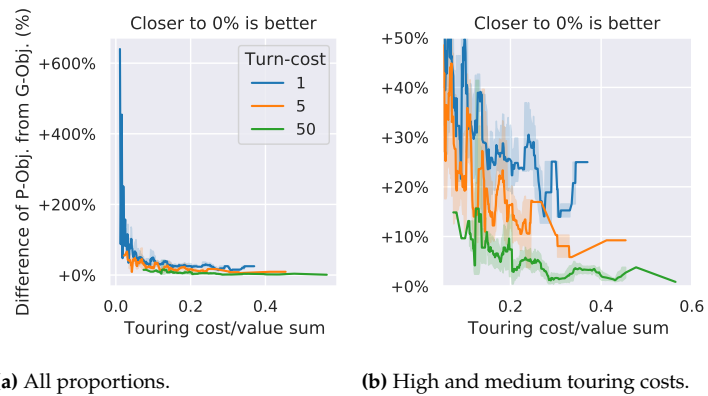 Closer to 0% is better
Difference of P-Obj. from G-Obj. (%)
+600%
+400%
+200%
+0%
Turn-cost
1
5
50
0.0 0.2 0.4
Touring cost/value sum
Closer to 0% is better
+50%
+40%
+30%
+20%
+10%
+0%
0.2 0.4 0.6
Touring cost/value sum
a) All proportions.
(b) High and medium touring costs.